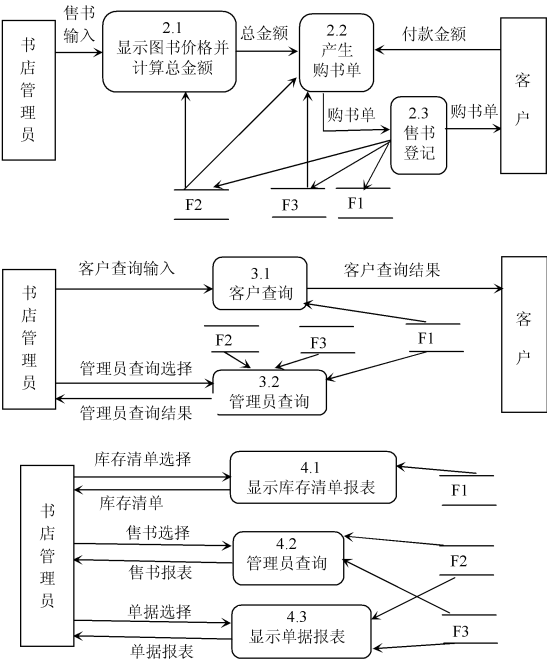 书店管理员
售书
输入
2.1
显示图书价格并
计算总金额
总金额
2.2
产生
购书单
付款金额
客户
购书单
2.3
售书
登记
购书单
F2
F3
F1
书店管理员
客户查询输入
3.1
客户查询
客户查询结果
客户
F2
F3
F1
管理员查询选择
3.2
管理员查询
管理员查询结果
书店管理员
库存清单选择
4.1
显示库存清单报表
库存清单
F1
售书选择
4.2
管理员查询
售书报表
F2
单据选择
4.3
显示单据报表
单据报表
F3